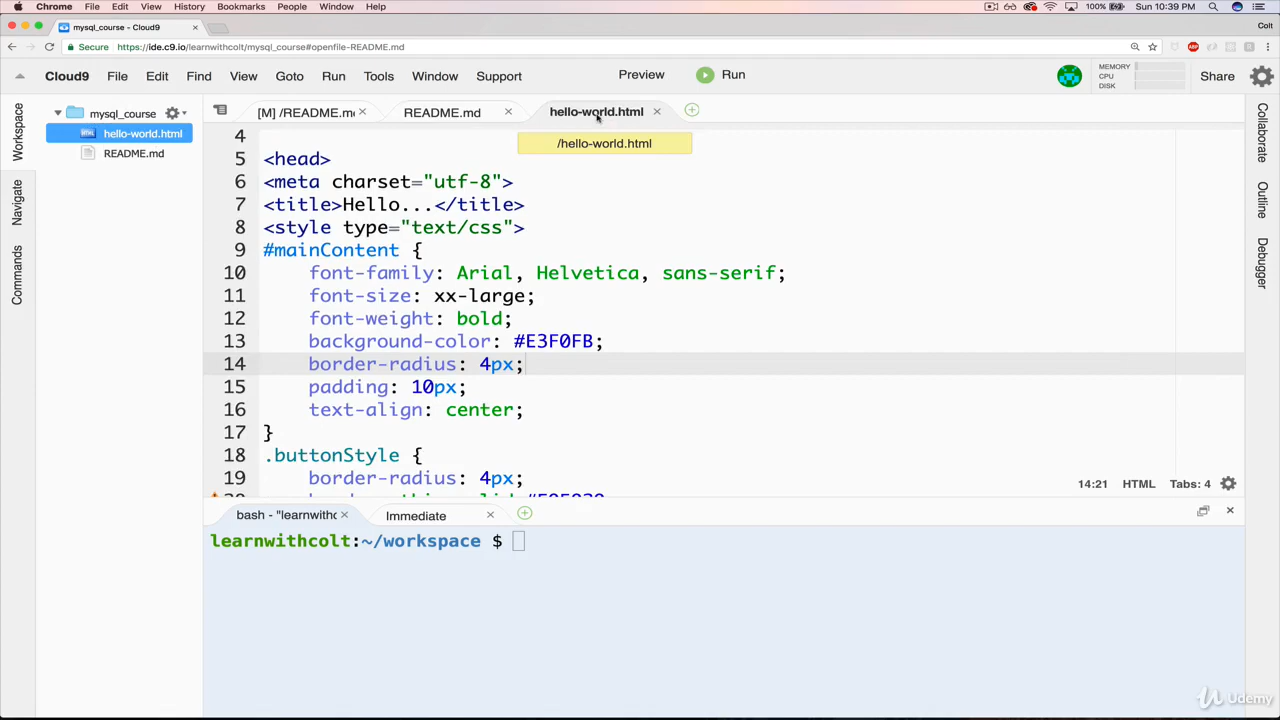 Chrome File Edit View History Bookmarks People Window Help 100% Sun 10:39 PM
mysql_course - Cloud9 Colt
Secure https://ide.c9.io/learnwithcolt/mysql_course#openfile-README.md
Cloud9 File Edit Find View Goto Run Tools Window Support Preview Run MEMORY CPU DISK Share
Workspace
Navigate
Commands
mysql_course
hello-world.html
README.md
[M] /README.m
README.md
hello-world.html
/hello-world.html
4
5 <head>
6 <meta charset="utf-8">
7 <title>Hello...</title>
8 <style type="text/css">
9 #mainContent {
10 font-family: Arial, Helvetica, sans-serif;
11 font-size: xx-large;
12 font-weight: bold;
13 background-color: #E3F0FB;
14 border-radius: 4px;
15 padding: 10px;
16 text-align: center;
17 }
18 .buttonStyle {
19 border-radius: 4px;
14:21 HTML Tabs: 4
Collaborate
Outline
Debugger
bash - "learnwithc Immediate
learnwithcolt:~/workspace $
Udemy